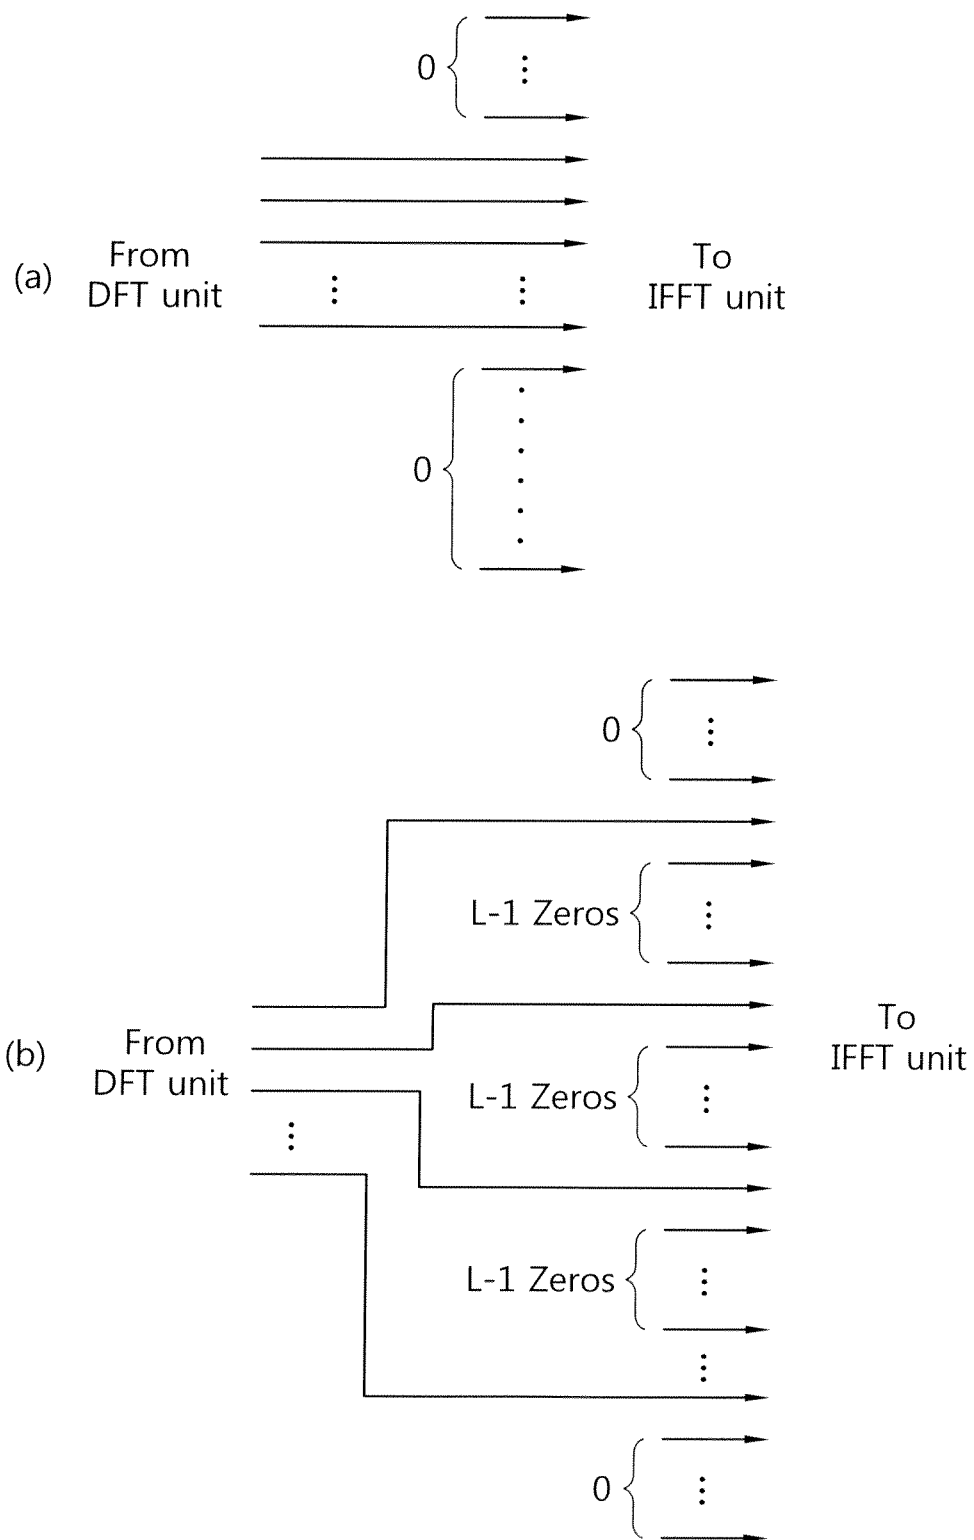 0
(a)
From
DFT unit
To
IFFT unit
0
0
L-1 Zeros
(b)
From
DFT unit
To
IFFT unit
L-1 Zeros
L-1 Zeros
0